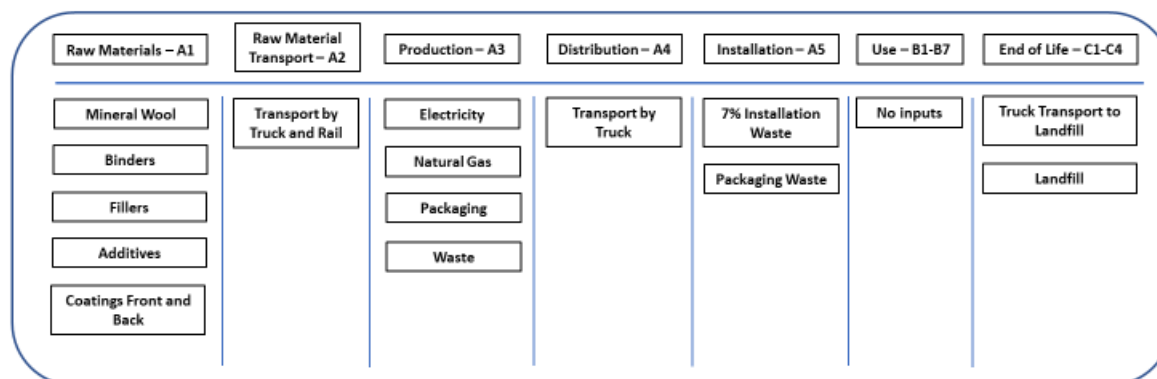 Raw Materials – A1
Raw Material
Transport – A2
Production – A3
Distribution – A4
Installation – A5
Use – B1-B7
End of Life – C1-C4
Mineral Wool
Binders
Fillers
Additives
Coatings Front and
Back
Transport by
Truck and Rail
Electricity
Natural Gas
Packaging
Waste
Transport by
Truck
7% Installation
Waste
Packaging Waste
No inputs
Truck Transport to
Landfill
Landfill